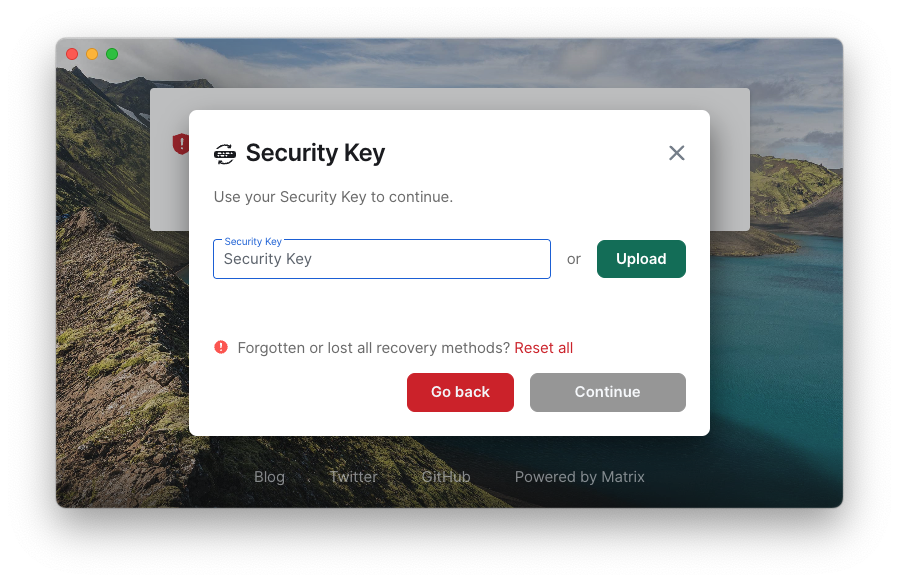 Security Key
Use your Security Key to continue.
Security Key
Security Key
or
Upload
Forgotten or lost all recovery methods? Reset all
Go back
Continue
Blog
Twitter
GitHub
Powered by Matrix